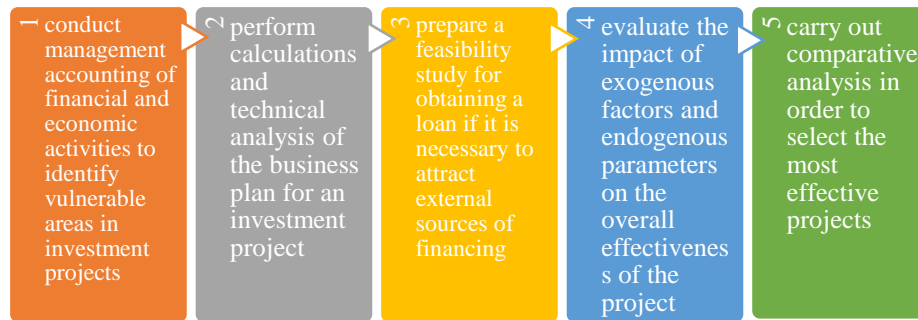 1
conduct
management
accounting of
financial and
economic
activities to
identify
vulnerable
areas in
investment
projects
2
perform
calculations
and
technical
analysis of
the business
plan for an
investment
project
3
prepare a
feasibility
study for
obtaining a
loan if it is
necessary to
attract
external
sources of
financing
4
evaluate the
impact of
exogenous
factors and
endogenous
parameters
on the
overall
effectivenes
s of the
project
5
carry out
comparative
analysis in
order to
select the
most
effective
projects